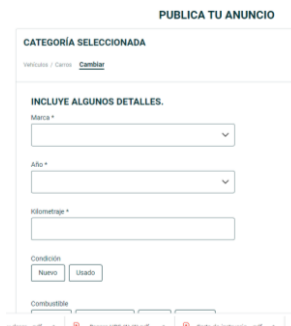 PUBLICA TU ANUNCIO
CATEGORÍA SELECCIONADA
Vehículos / Carros Cambiar
INCLUYE ALGUNOS DETALLES.
Marca *
Año *
Kilometraje *
Condición
Nuevo Usado
Combustible